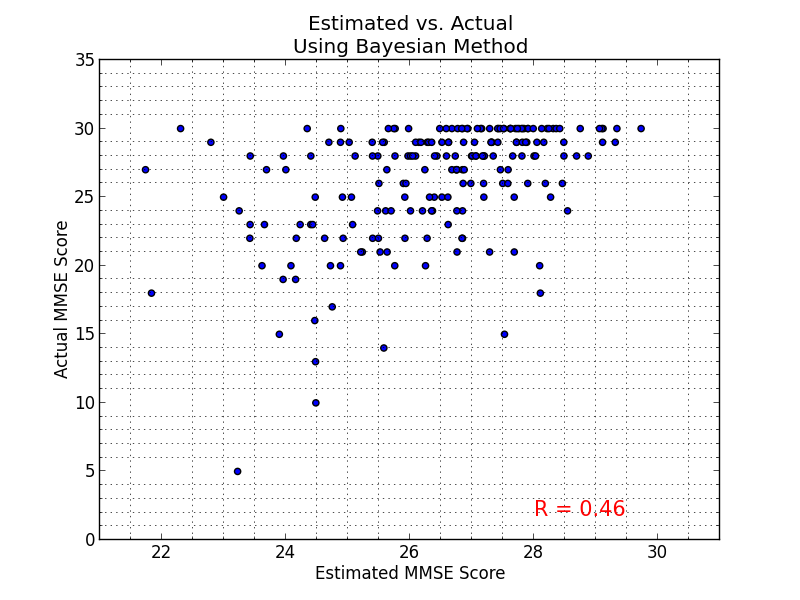 Estimated vs. Actual
Using Bayesian Method
35
30
25
20
15
10
5
0
Actual MMSE Score
R = 0.46
22 24 26 28 30
Estimated MMSE Score